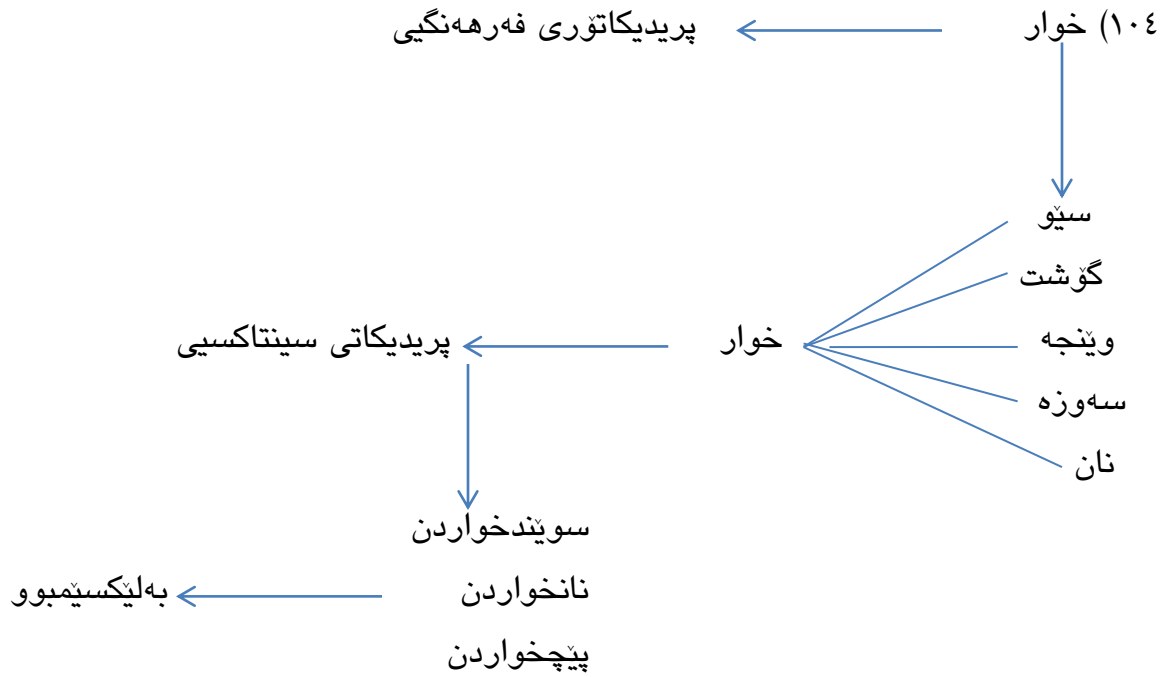 ١٠٤) خوار پریدیکاتۆری فەرهەنگیی
سێو
گۆشت
وێنجە
خوار پریدیکاتی سینتاکسیی
سەوزە
نان
سوێندخواردن
نانخواردن بەلێکسێمبوو
پێچخواردن